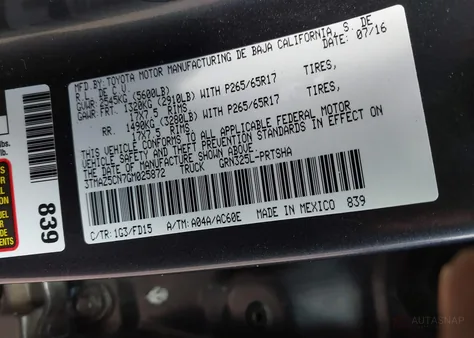 MFD.BY: TOYOTA MOTOR MANUFACTURING DE BAJA CALIFORNIA, S. DE
R.L. DE C.V. DATE: 07/16
GVWR 2545KG (5600LB)
GAWR FRT. 1320KG (2910LB) WITH P265/65R17 TIRES,
17X7.5 RIMS,
RR. 1490KG (3280LB) WITH P265/65R17 TIRES,
17X7.5 RIMS,
THIS VEHICLE CONFORMS TO ALL APPLICABLE FEDERAL MOTOR
VEHICLE SAFETY AND THEFT PREVENTION STANDARDS IN EFFECT ON
THE DATE OF MANUFACTURE SHOWN ABOVE.
3TMAZ5CN7GM025872 TRUCK GRN325L-PRTSHA
C/TR: 1G3/FD15 A/TM: A04A/AC60E MADE IN MEXICO 839
lbs.
839
AUTASNAP